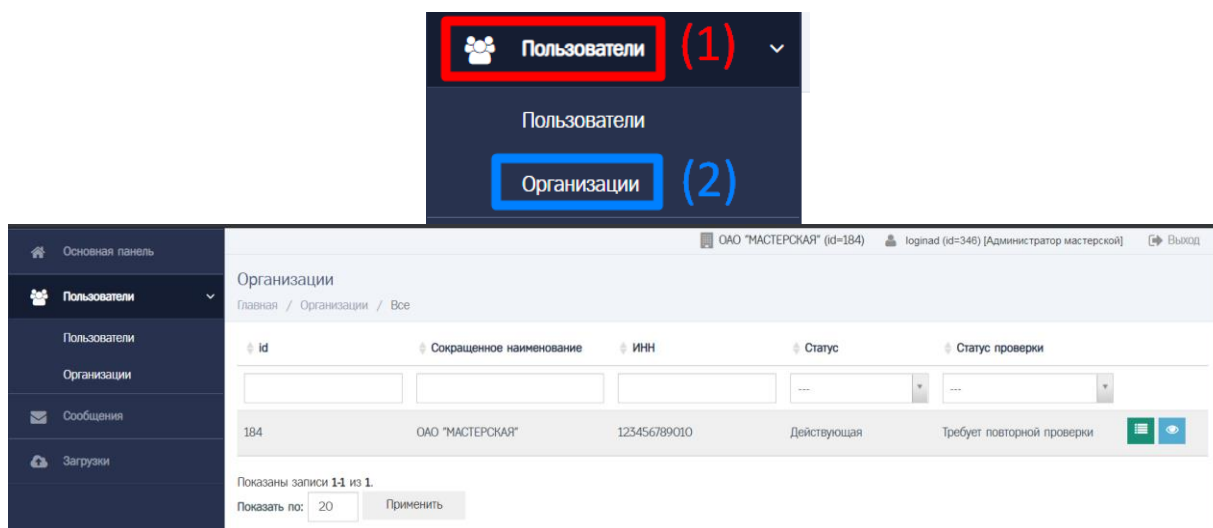 Пользователи (1)
Пользователи
Организации (2)
ОАО "МАСТЕРСКАЯ" (id=184) loginad (id=346) [Администратор мастерской] Выход
Основная панель
Пользователи
Пользователи
Организации
Сообщения
Загрузки
Организации
Главная / Организации / Все
id Сокращенное наименование ИНН Статус Статус проверки
--- ---
184 ОАО "МАСТЕРСКАЯ" 123456789010 Действующая Требует повторной проверки
Показаны записи 1-1 из 1.
Показать по: 20 Применить